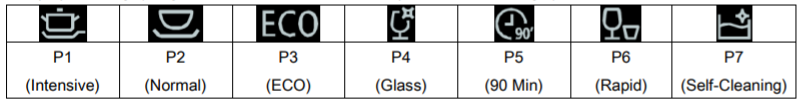 ECO 90'
P1 P2 P3 P4 P5 P6 P7
(Intensive) (Normal) (ECO) (Glass) (90 Min) (Rapid) (Self-Cleaning)